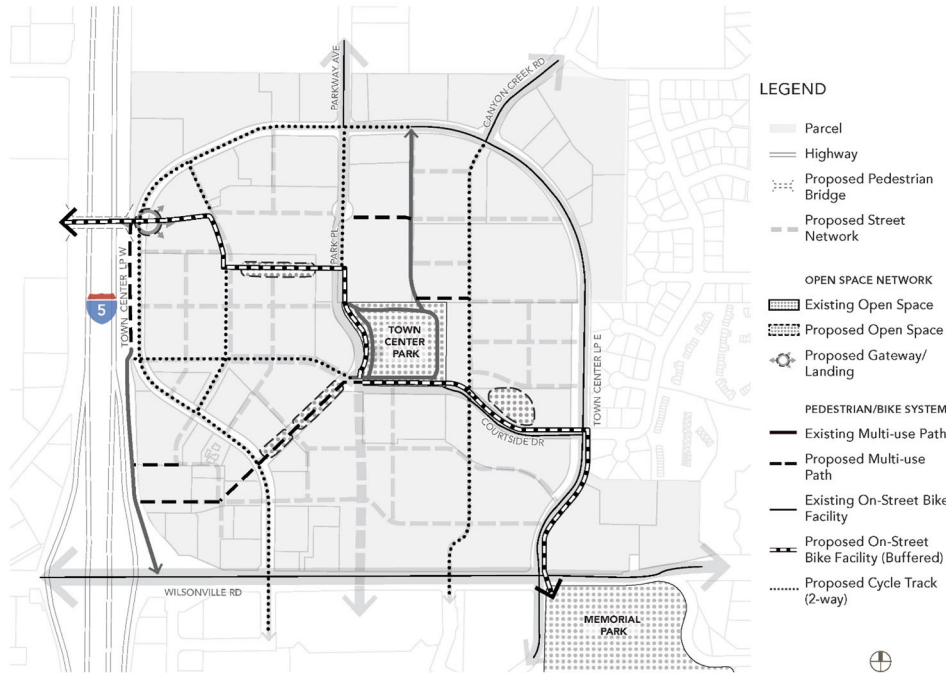 PARKWAY AVE
CANYON CREEK RD
TOWN CENTER LP W
PARK PL
5
TOWN
CENTER
PARK
TOWN CENTER LP E
COURTSIDE DR
WILSONVILLE RD
MEMORIAL
PARK
LEGEND
Parcel
Highway
Proposed Pedestrian
Bridge
Proposed Street
Network
OPEN SPACE NETWORK
Existing Open Space
Proposed Open Space
Proposed Gateway/
Landing
PEDESTRIAN/BIKE SYSTEM
Existing Multi-use Path
Proposed Multi-use
Path
Existing On-Street Bike
Facility
Proposed On-Street
Bike Facility (Buffered)
Proposed Cycle Track
(2-way)